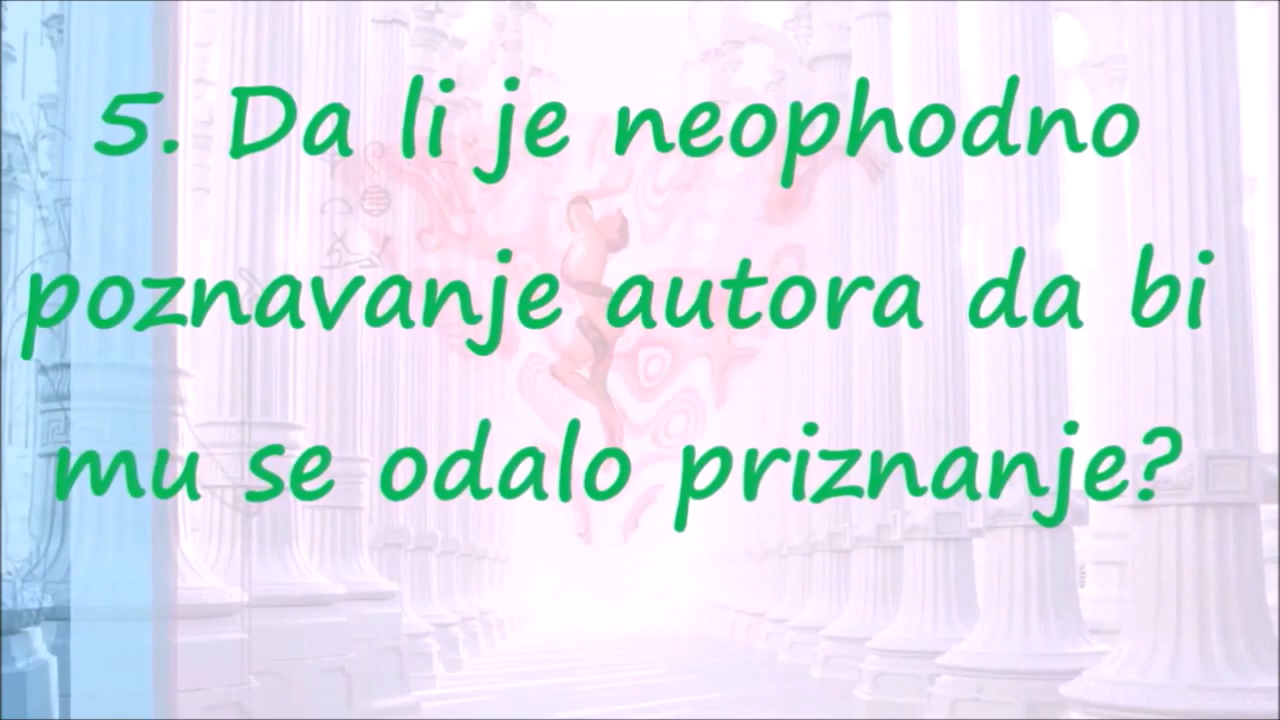 5. Da li je neophodno
poznavanje autora da bi
mu se odalo priznanje?